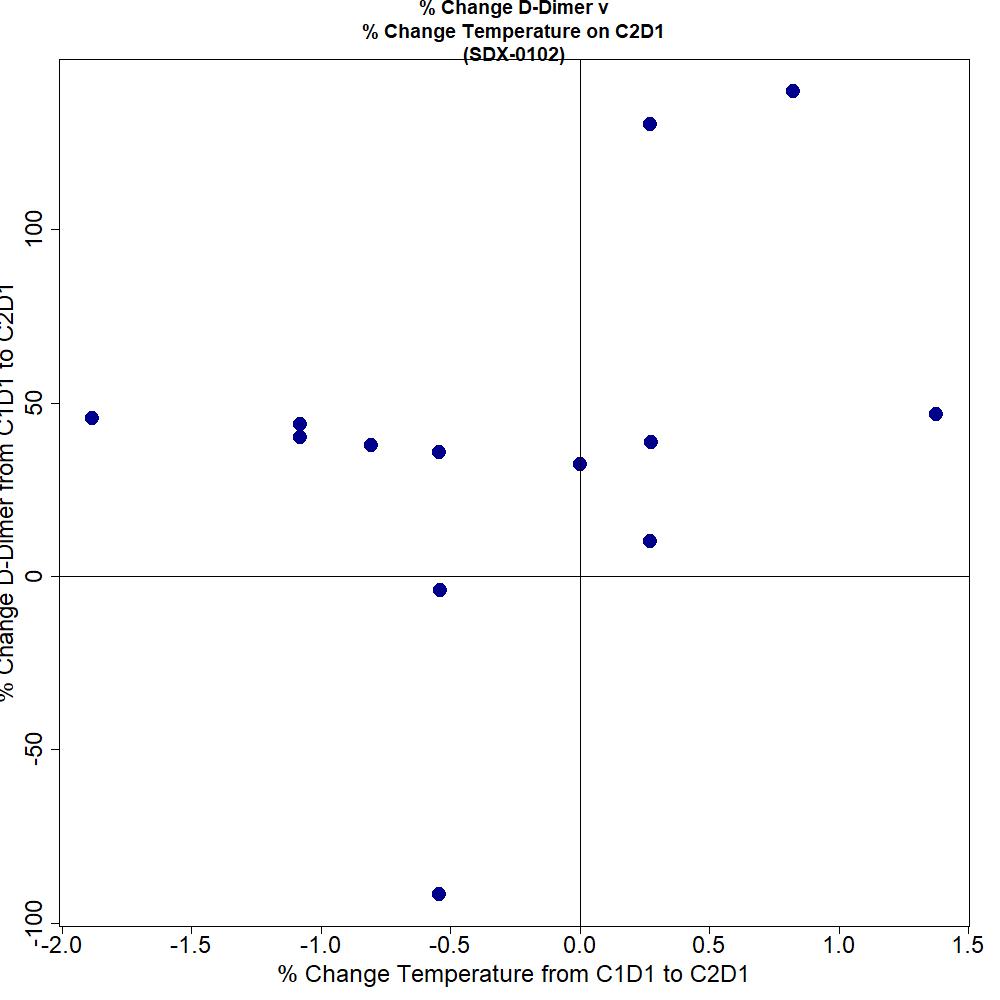 % Change D-Dimer v
% Change Temperature on C2D1
(SDX-0102)
% Change D-Dimer from C1D1 to C2D1
100
50
0
-50
-100
-2.0 -1.5 -1.0 -0.5 0.0 0.5 1.0 1.5
% Change Temperature from C1D1 to C2D1